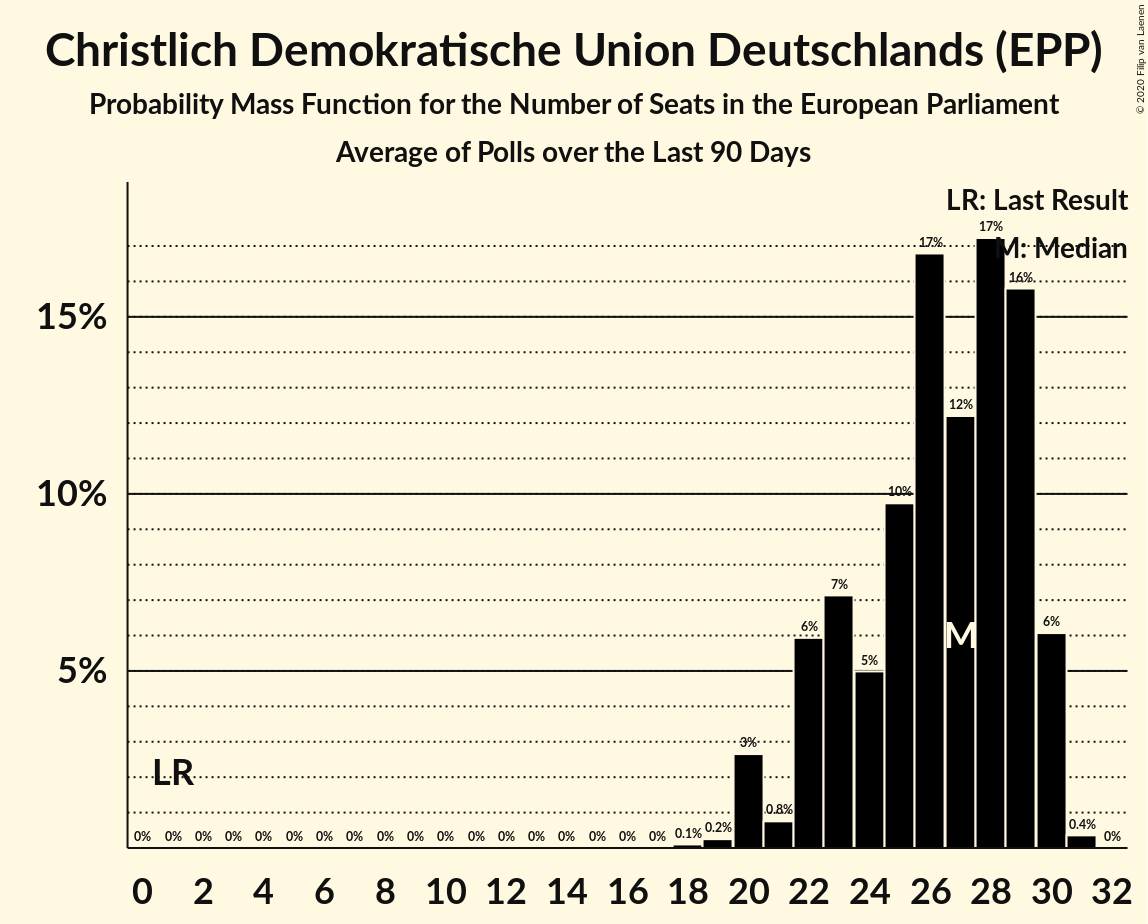 Christlich Demokratische Union Deutschlands (EPP)
Probability Mass Function for the Number of Seats in the European Parliament
Average of Polls over the Last 90 Days
© 2020 Filip van Laenen
LR: Last Result
M: Median
15%
10%
5%
LR
M
0% 0% 0% 0% 0% 0% 0% 0% 0% 0% 0% 0% 0% 0% 0% 0% 0% 0% 0.1% 0.2% 3% 0.8% 6% 7% 5% 10% 17% 12% 17% 16% 6% 0.4% 0%
0 2 4 6 8 10 12 14 16 18 20 22 24 26 28 30 32